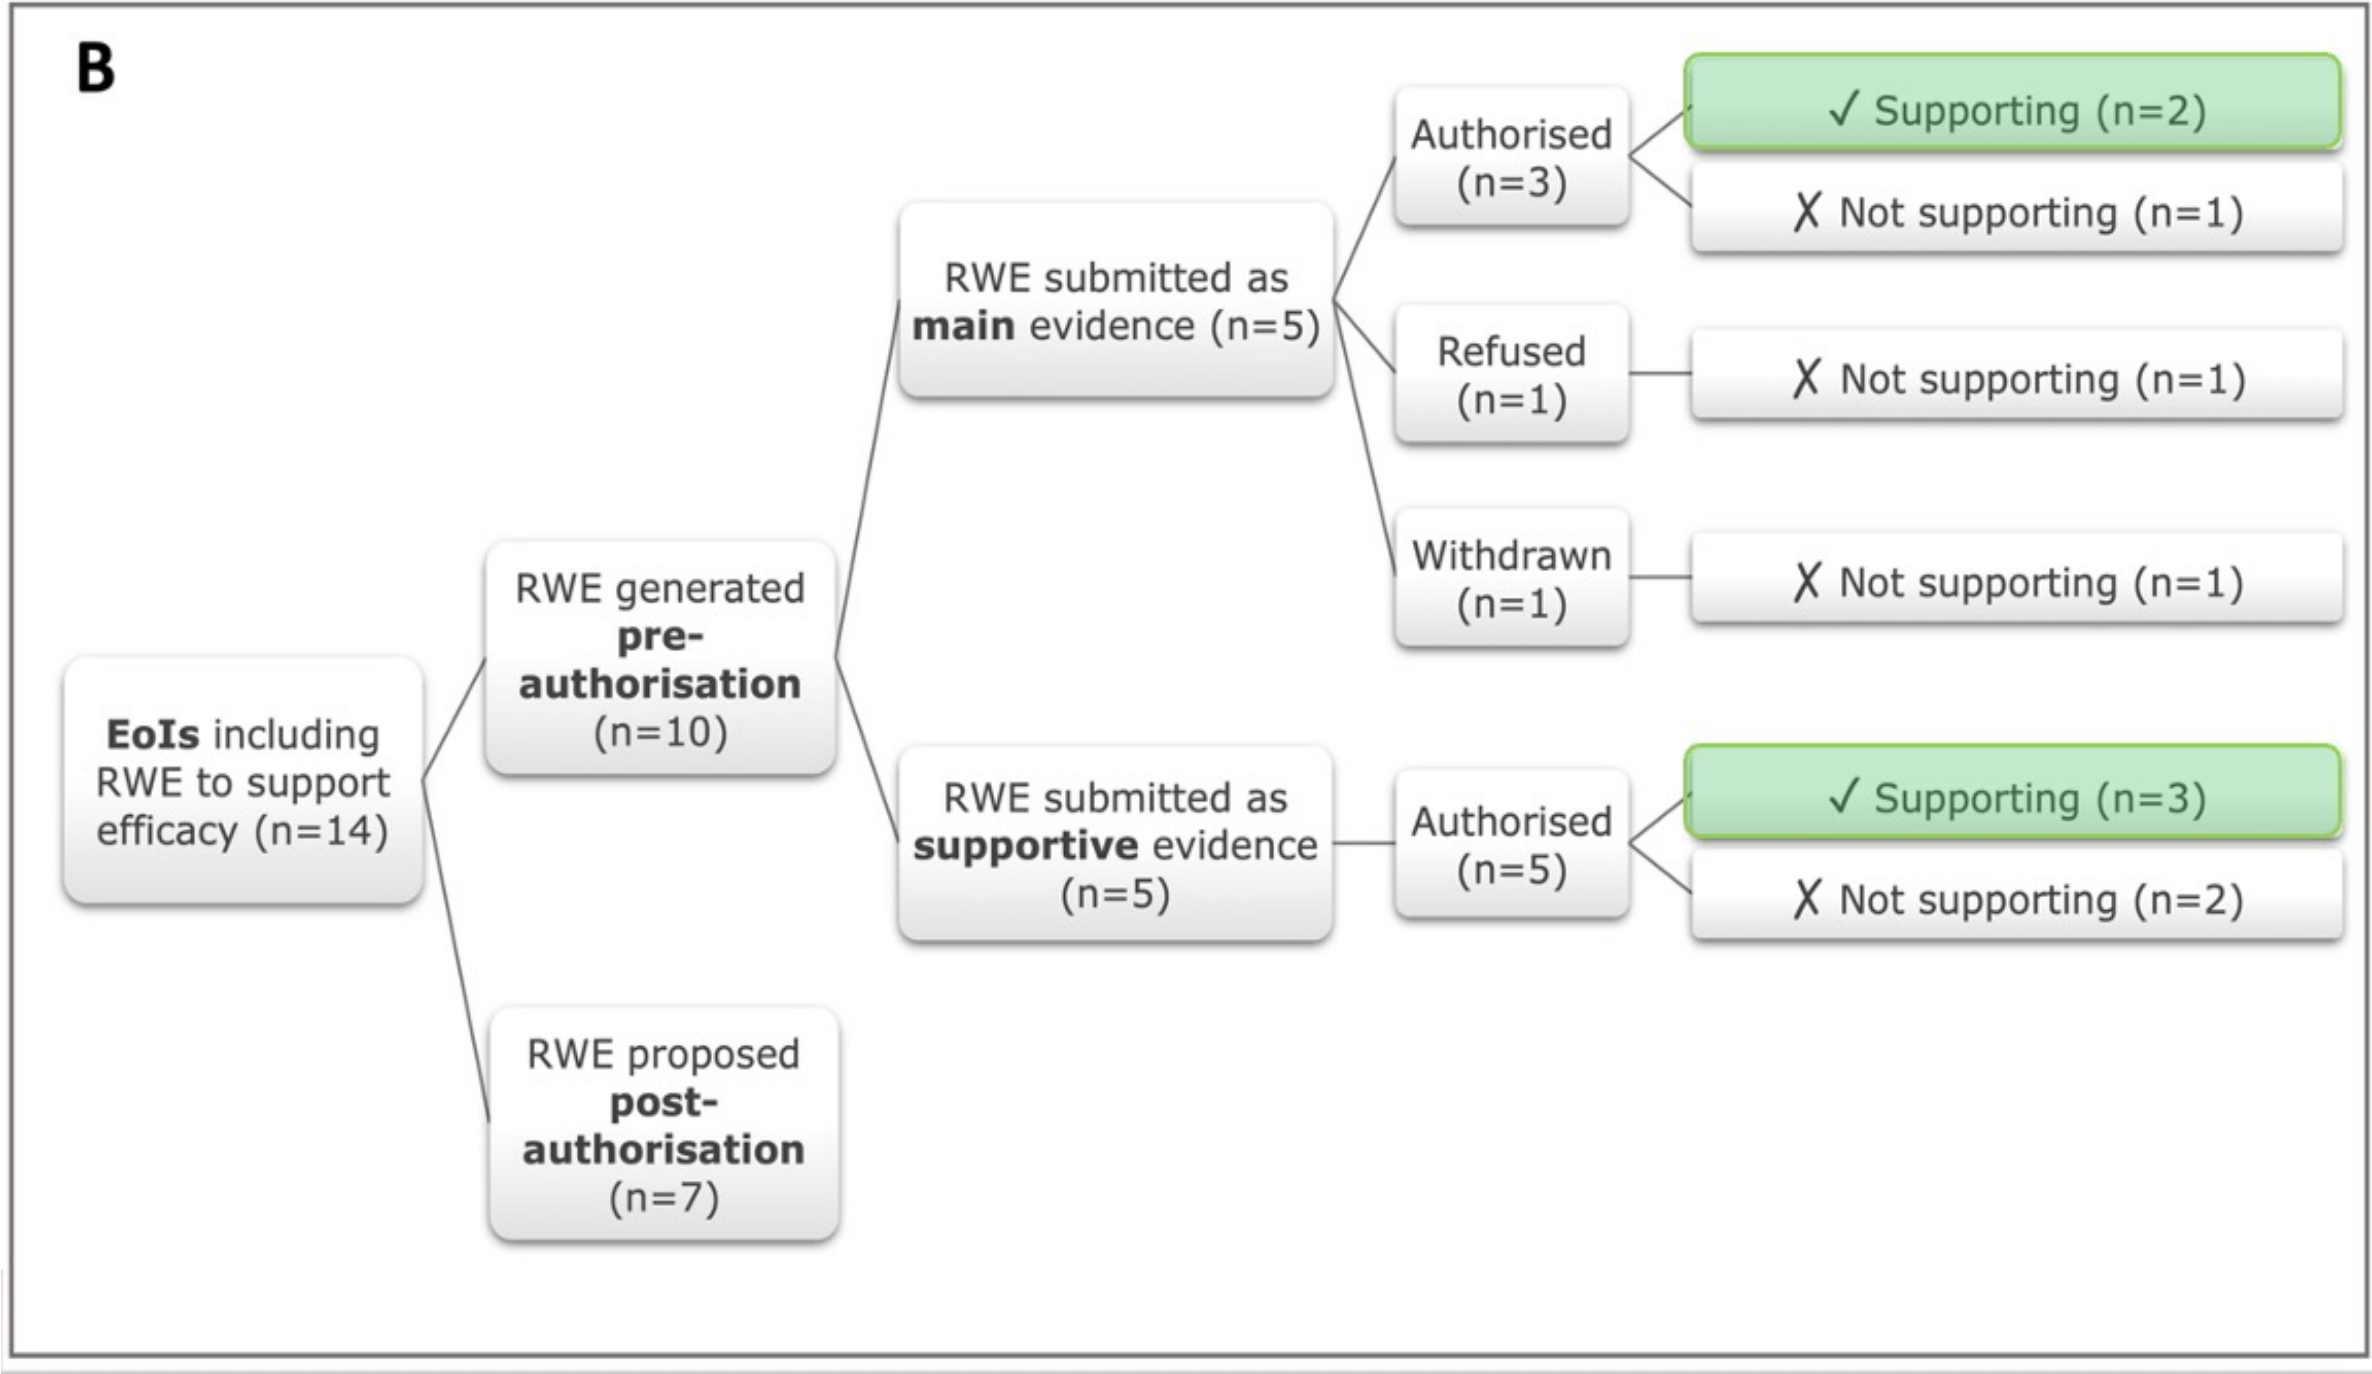 B
EoIs including
RWE to support
efficacy (n=14)
RWE generated
pre-
authorisation
(n=10)
RWE proposed
post-
authorisation
(n=7)
RWE submitted as
main evidence (n=5)
RWE submitted as
supportive evidence
(n=5)
Authorised
(n=3)
Refused
(n=1)
Withdrawn
(n=1)
Authorised
(n=5)
✓ Supporting (n=2)
✗ Not supporting (n=1)
✗ Not supporting (n=1)
✗ Not supporting (n=1)
✓ Supporting (n=3)
✗ Not supporting (n=2)